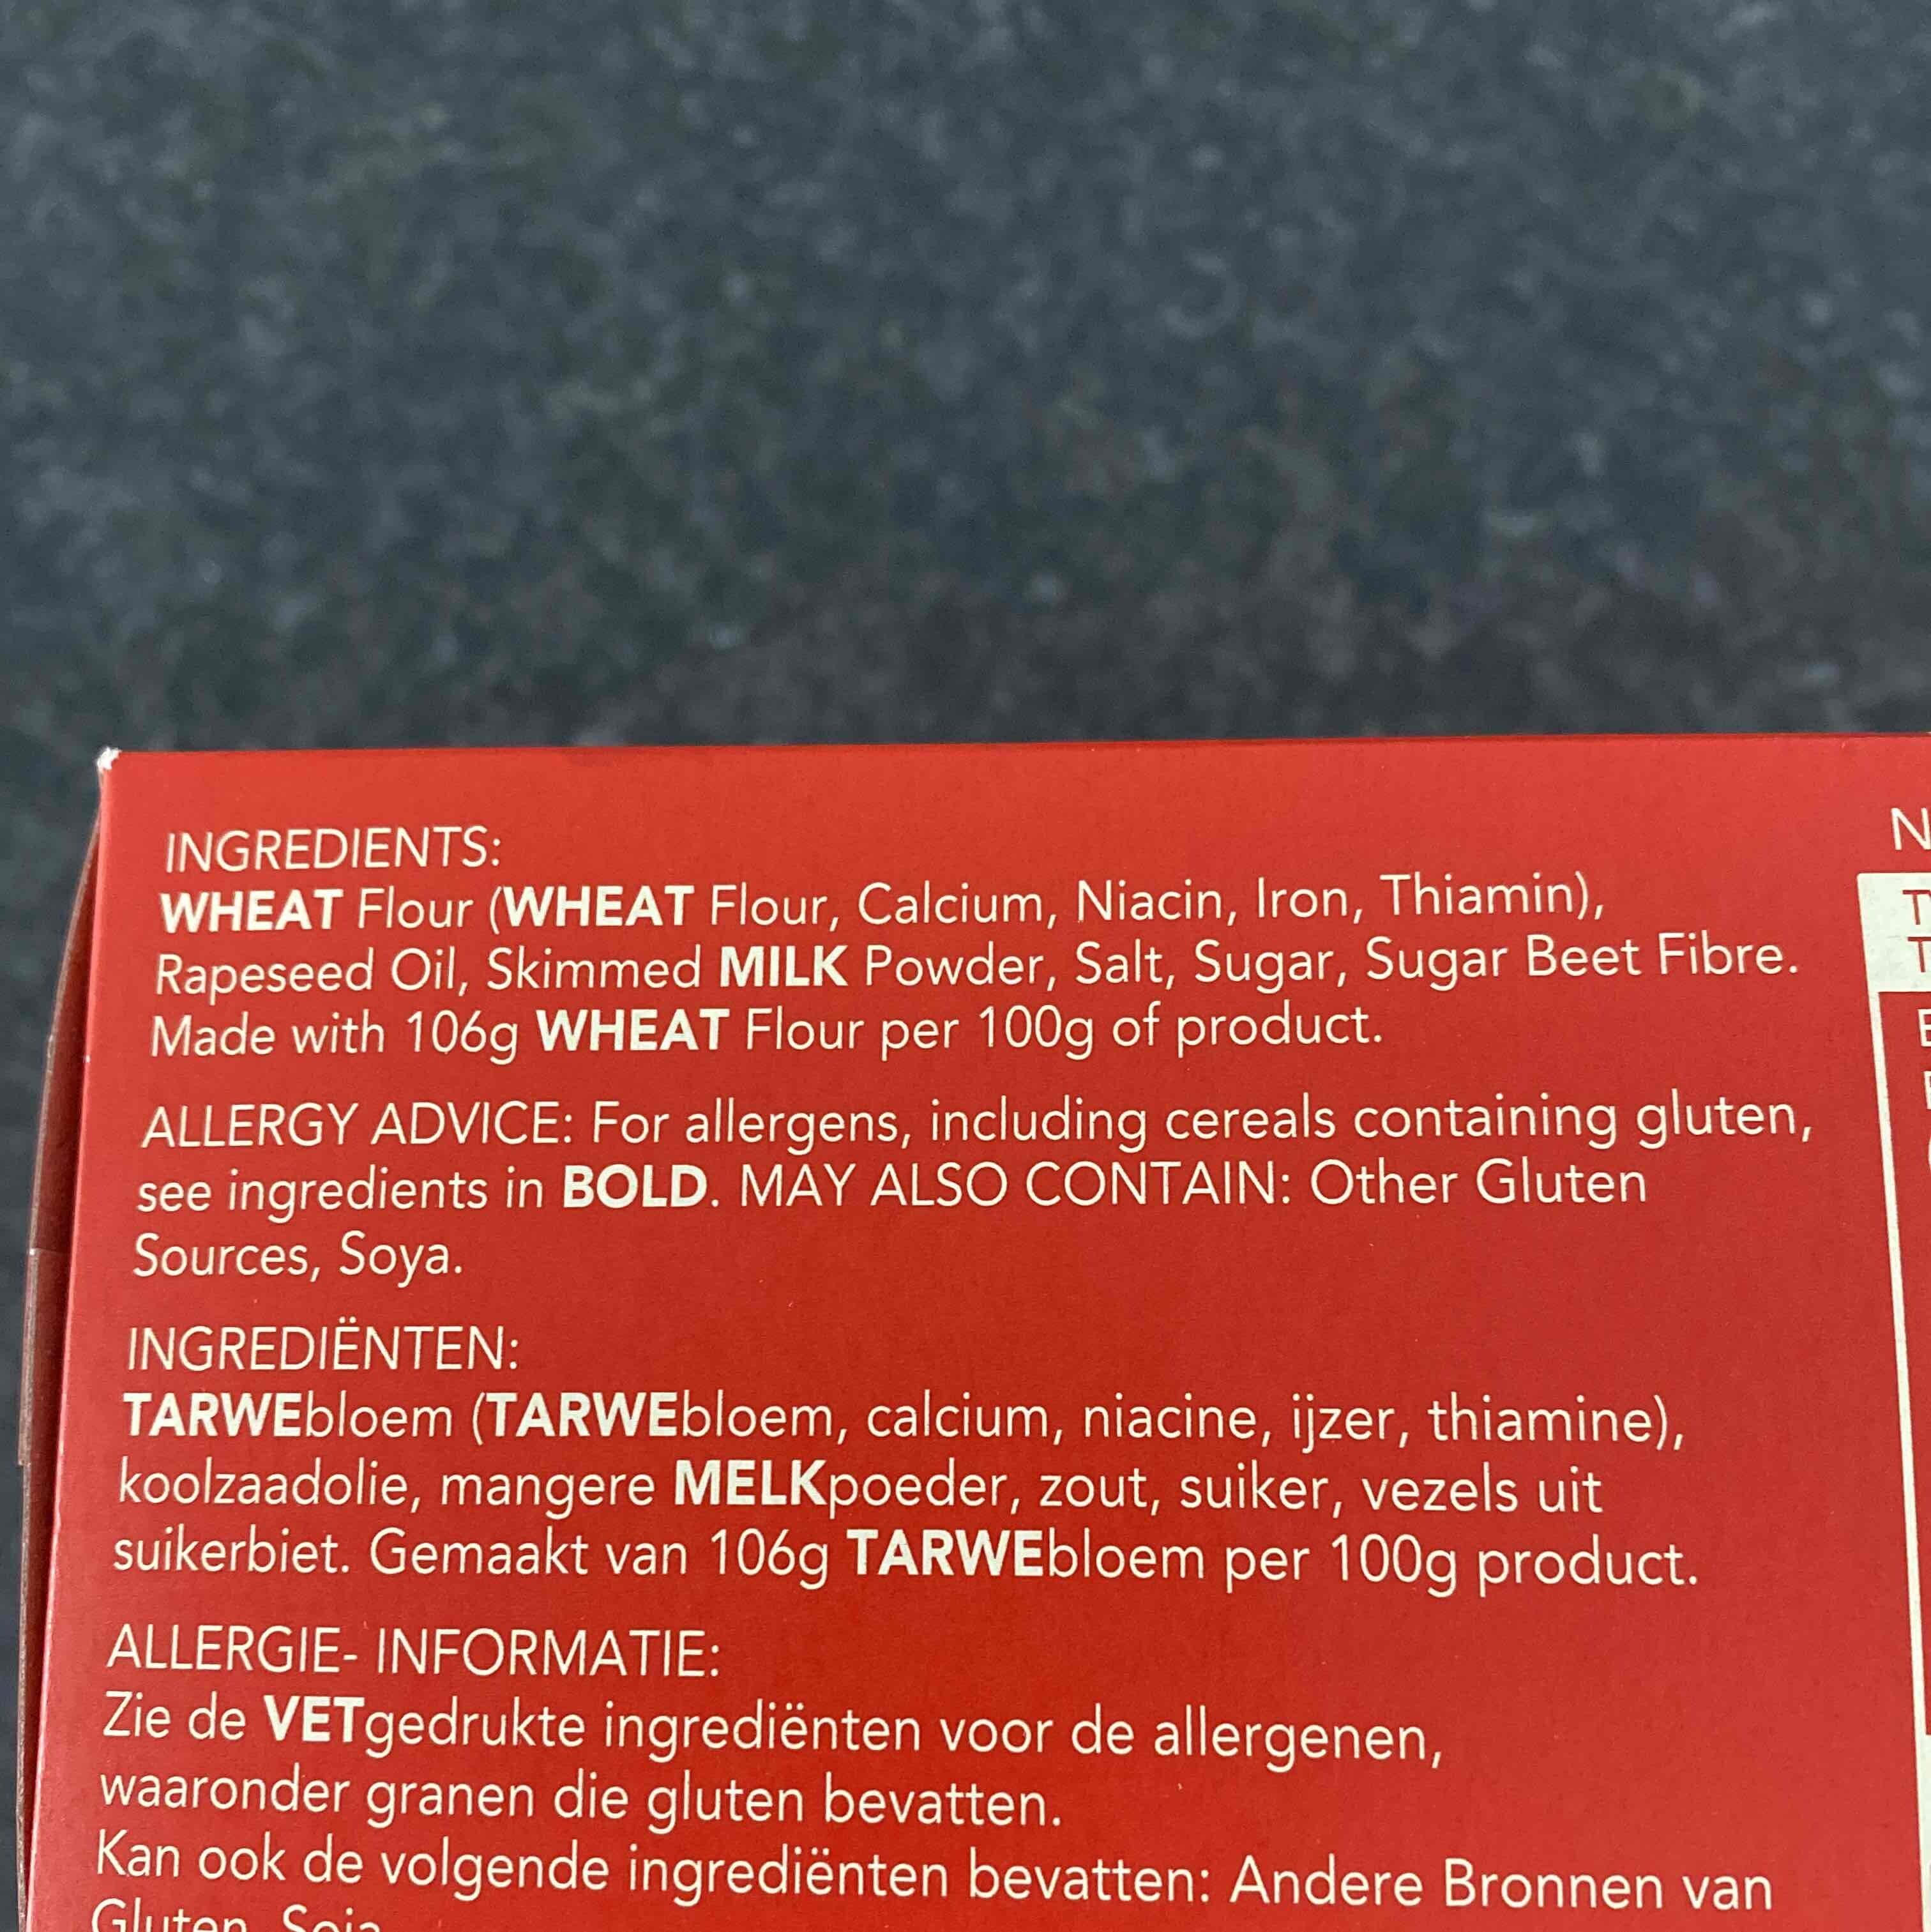 INGREDIENTS:
WHEAT Flour (WHEAT Flour, Calcium, Niacin, Iron, Thiamin),
Rapeseed Oil, Skimmed MILK Powder, Salt, Sugar, Sugar Beet Fibre.
Made with 106g WHEAT Flour per 100g of product.
ALLERGY ADVICE: For allergens, including cereals containing gluten,
see ingredients in BOLD. MAY ALSO CONTAIN: Other Gluten
Sources, Soya.
INGREDIËNTEN:
TARWEbloem (TARWEbloem, calcium, niacine, ijzer, thiamine),
koolzaadolie, mangere MELKpoeder, zout, suiker, vezels uit
suikerbiet. Gemaakt van 106g TARWEbloem per 100g product.
ALLERGIE- INFORMATIE:
Zie de VETgedrukte ingrediënten voor de allergenen,
waaronder granen die gluten bevatten.
Kan ook de volgende ingrediënten bevatten: Andere Bronnen van
Gluten, Soja